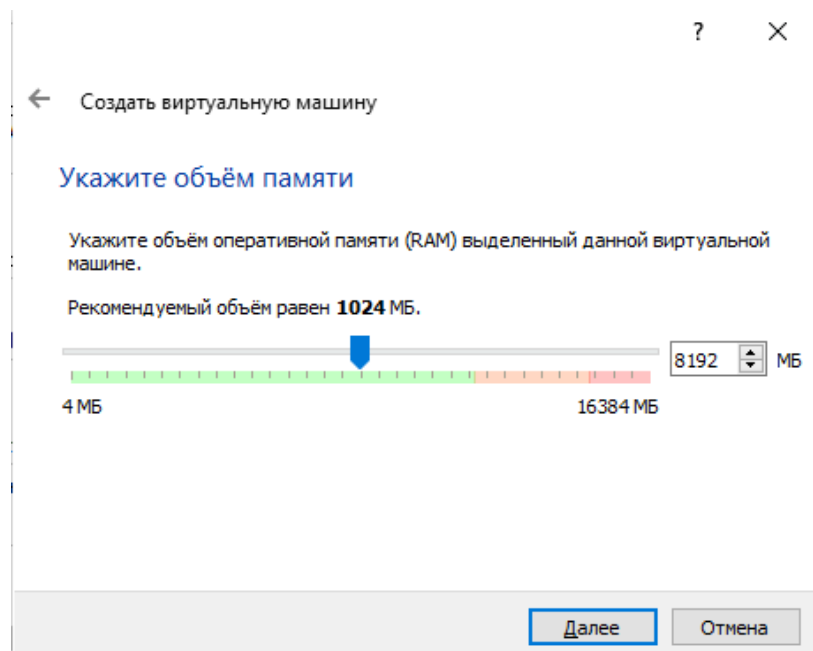 ?
Создать виртуальную машину
Укажите объём памяти
Укажите объём оперативной памяти (RAM) выделенный данной виртуальной
машине.
Рекомендуемый объём равен 1024 МБ.
8192 МБ
4 МБ 16384 МБ
Далее Отмена